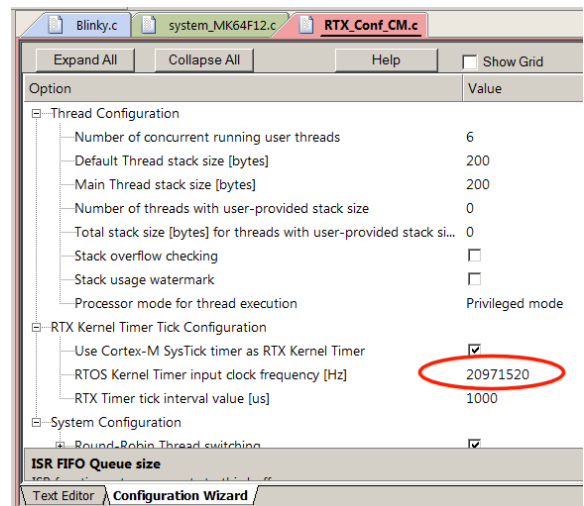 Blinky.c system_MK64F12.c RTX_Conf_CM.c
Expand All Collapse All Help Show Grid
Option Value
Thread Configuration
Number of concurrent running user threads 6
Default Thread stack size [bytes] 200
Main Thread stack size [bytes] 200
Number of threads with user-provided stack size 0
Total stack size [bytes] for threads with user-provided stack si... 0
Stack overflow checking
Stack usage watermark
Processor mode for thread execution Privileged mode
RTX Kernel Timer Tick Configuration
Use Cortex-M SysTick timer as RTX Kernel Timer
RTOS Kernel Timer input clock frequency [Hz] 20971520
RTX Timer tick interval value [us] 1000
System Configuration
Round-Robin Thread switching
ISR FIFO Queue size
Text Editor Configuration Wizard